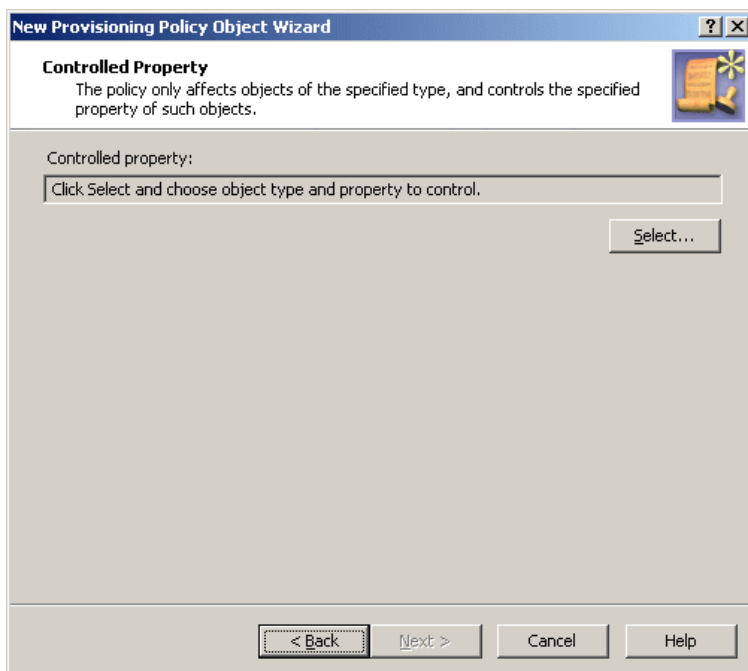 New Provisioning Policy Object Wizard
Controlled Property
The policy only affects objects of the specified type, and controls the specified
property of such objects.
Controlled property:
Click Select and choose object type and property to control.
Select...
< Back
Next >
Cancel
Help